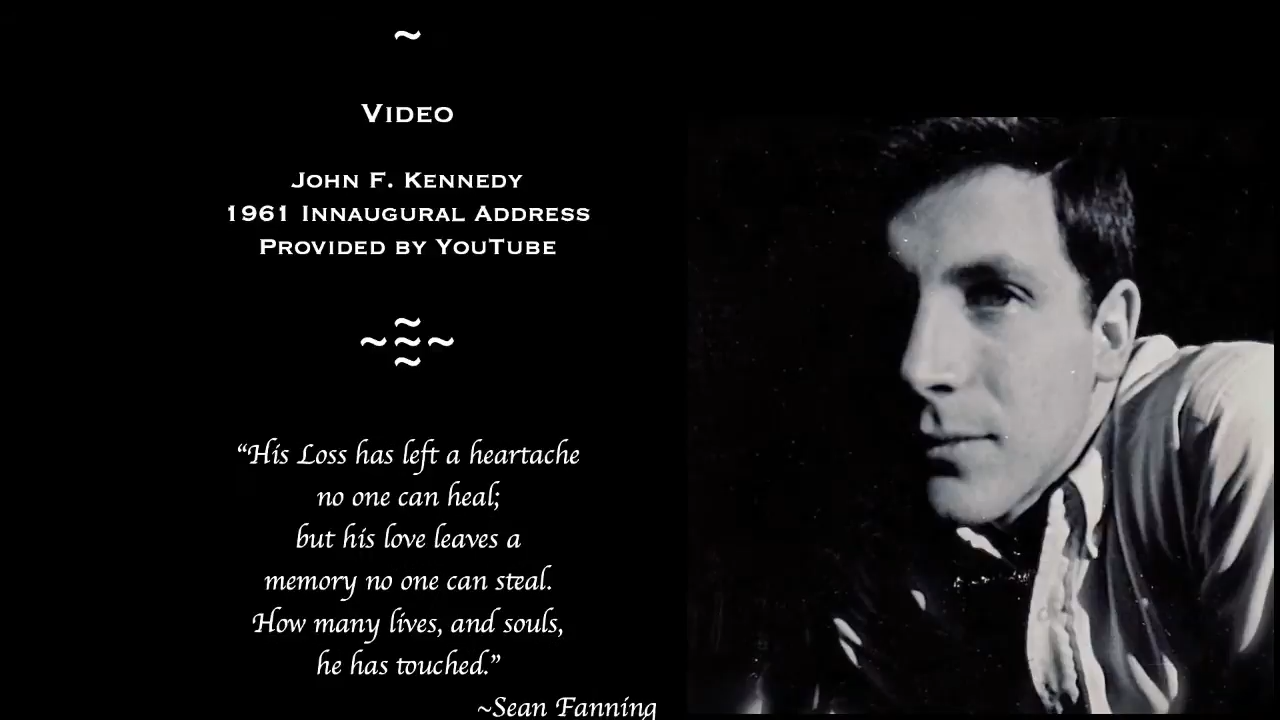 ~
Video
John F. Kennedy
1961 Innaugural Address
Provided by YouTube
~
~~~
~
"His Loss has left a heartache
no one can heal;
but his love leaves a
memory no one can steal.
How many lives, and souls,
he has touched."
~Sean Fanning